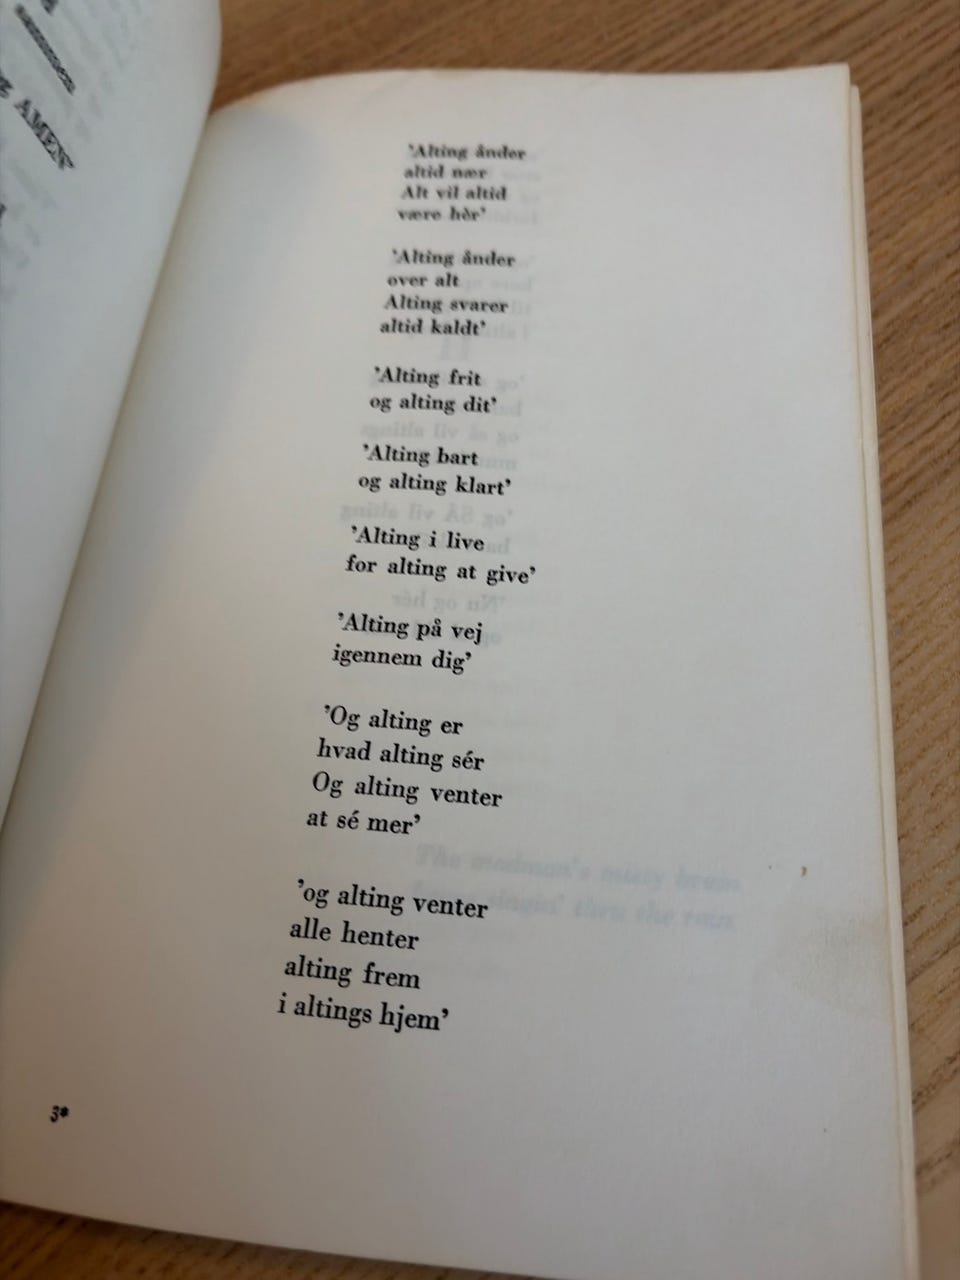 AMEN'
'Alting ånder
altid nær
Alt vil altid
være hèr'
'Alting ånder
over alt
Alting svarer
altid kaldt'
'Alting frit
og alting dit'
'Alting bart
og alting klart'
'Alting i live
for alting at give'
'Alting på vej
igennem dig'
'Og alting er
hvad alting sér
Og alting venter
at sé mer'
'og alting venter
alle henter
alting frem
i altings hjem'
3*